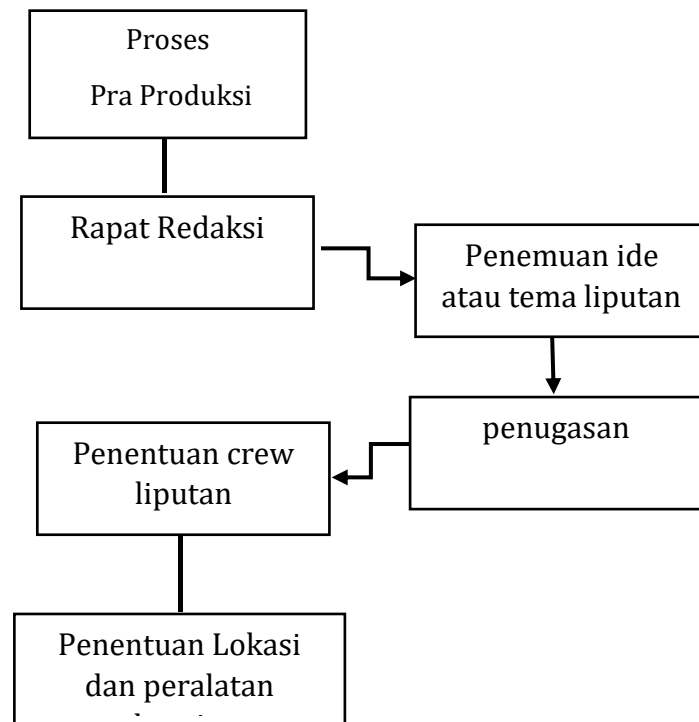 Proses
Pra Produksi
Rapat Redaksi
Penemuan ide
atau tema liputan
penugasan
Penentuan crew
liputan
Penentuan Lokasi
dan peralatan